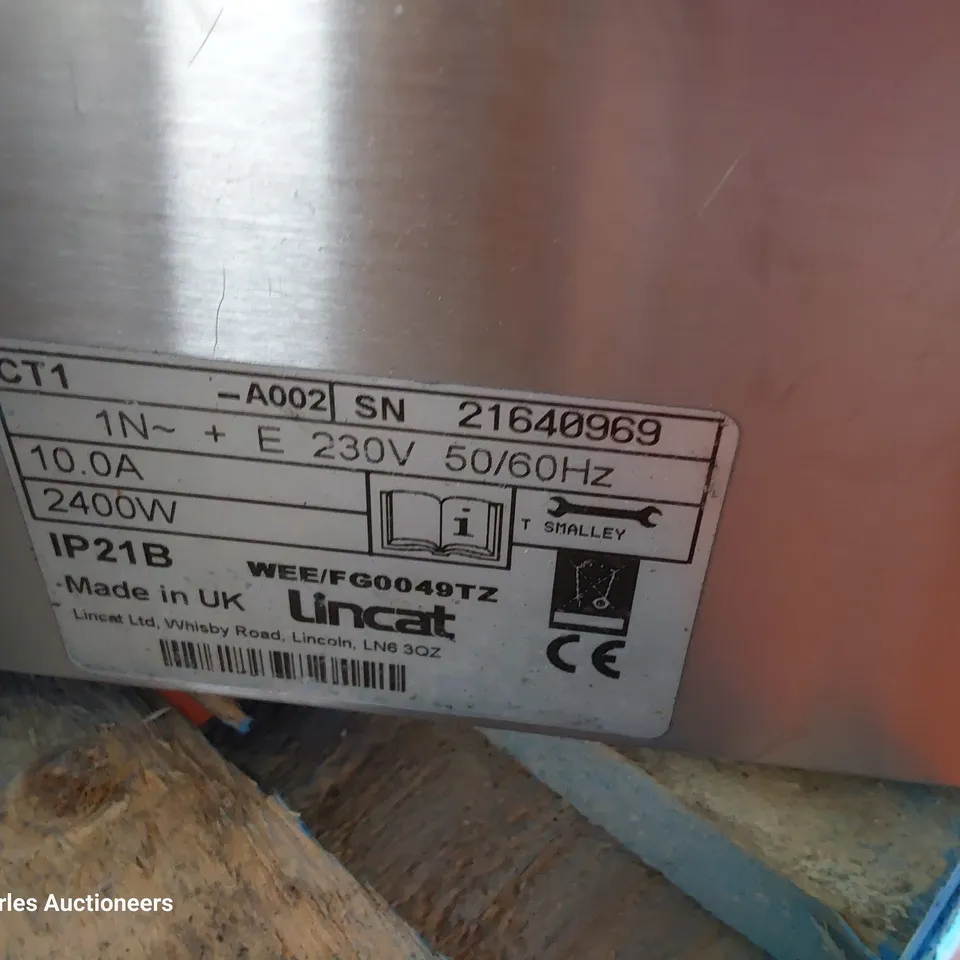 CT1 -A002 SN 21640969
1N~ + E 230V 50/60Hz
10.0A
2400W
i
T SMALLEY
IP21B
WEE/FG0049TZ
Made in UK
Lincat
Lincat Ltd, Whisby Road, Lincoln, LN6 3QZ
CE
rles Auctioneers